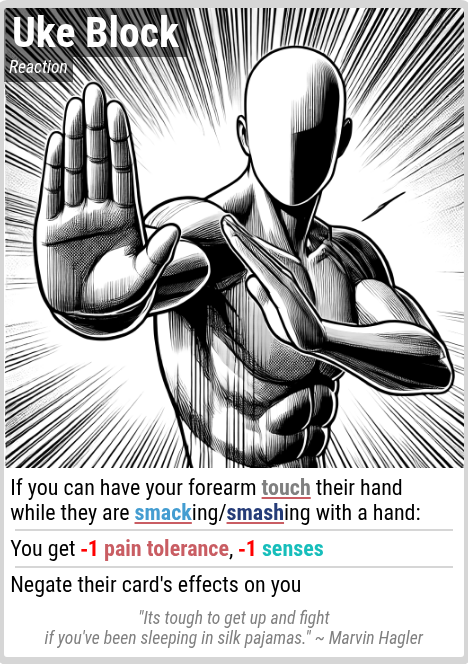 Uke Block
Reaction
If you can have your forearm touch their hand
while they are smacking/smashing with a hand:
You get -1 pain tolerance, -1 senses
Negate their card's effects on you
"Its tough to get up and fight
if you've been sleeping in silk pajamas." ~ Marvin Hagler